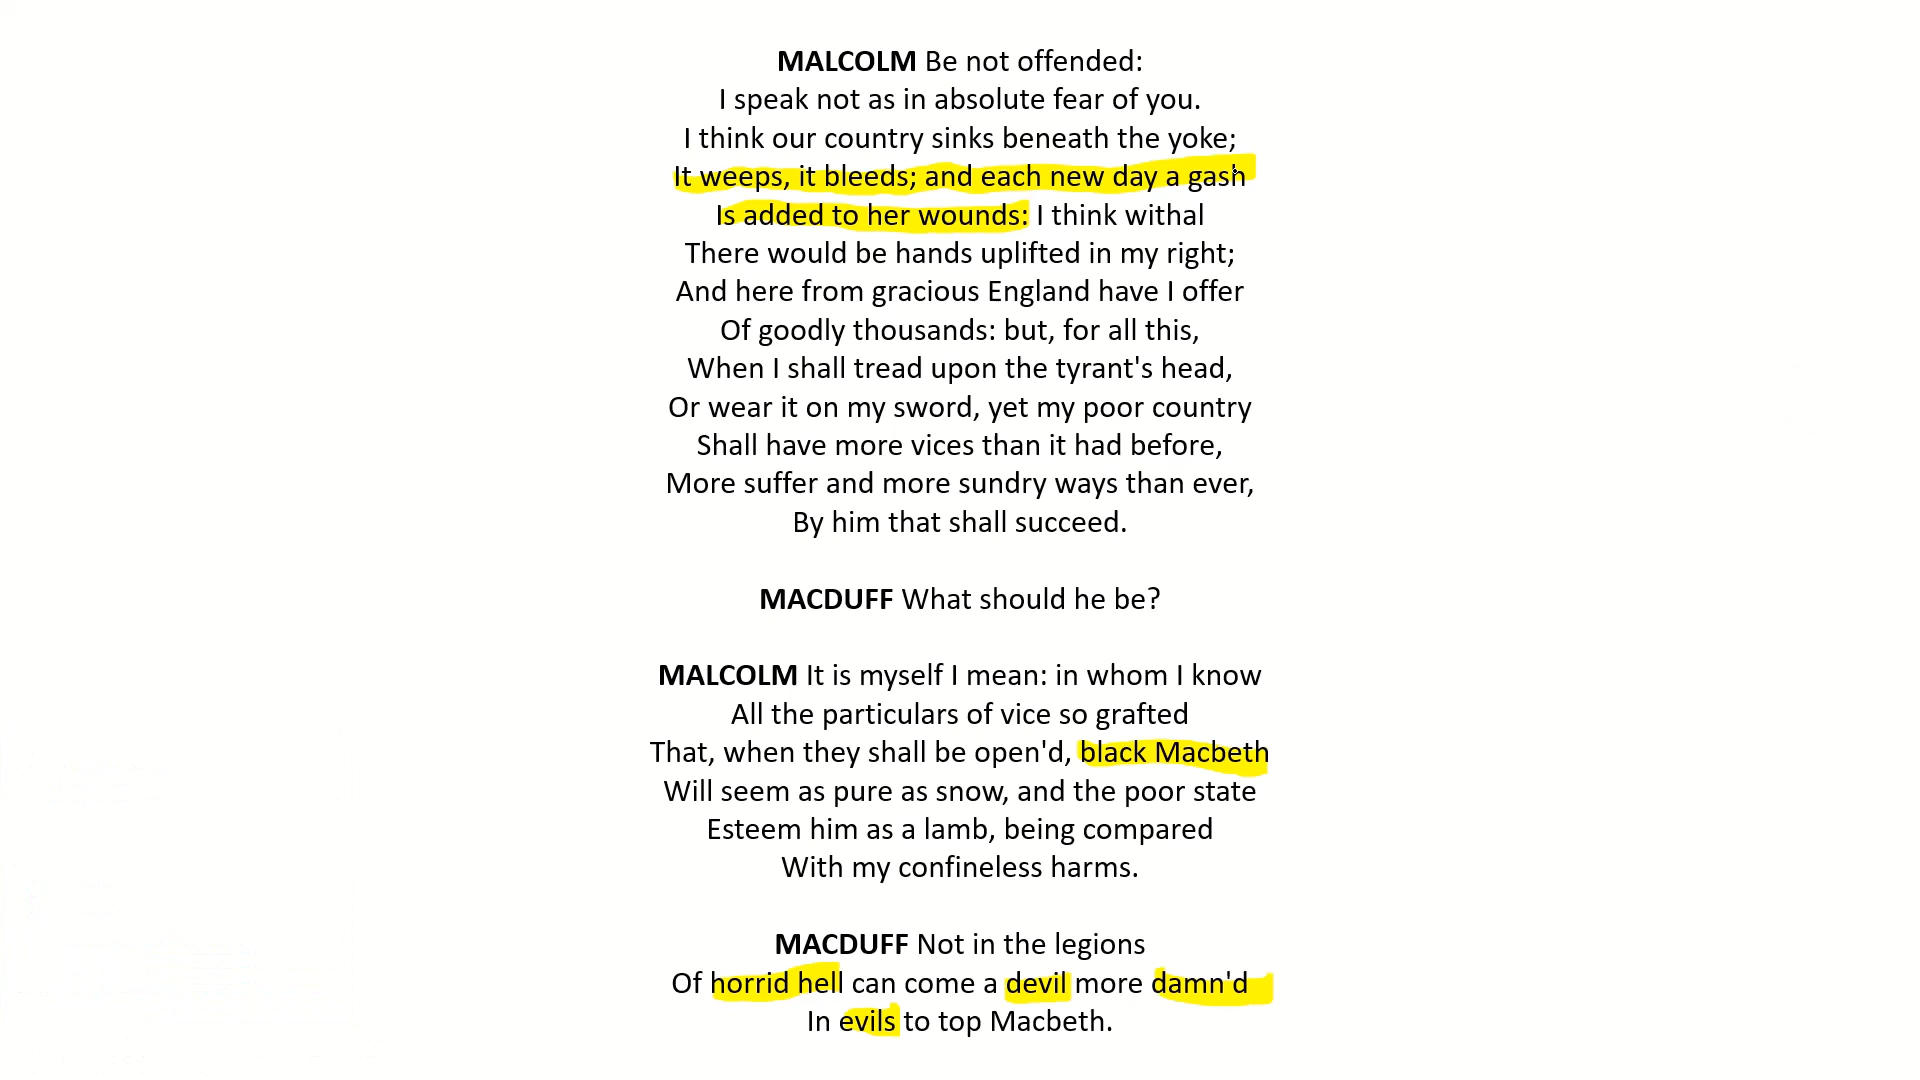 MALCOLM Be not offended:
I speak not as in absolute fear of you.
I think our country sinks beneath the yoke;
It weeps, it bleeds; and each new day a gash
Is added to her wounds: I think withal
There would be hands uplifted in my right;
And here from gracious England have I offer
Of goodly thousands: but, for all this,
When I shall tread upon the tyrant's head,
Or wear it on my sword, yet my poor country
Shall have more vices than it had before,
More suffer and more sundry ways than ever,
By him that shall succeed.
MACDUFF What should he be?
MALCOLM It is myself I mean: in whom I know
All the particulars of vice so grafted
That, when they shall be open'd, black Macbeth
Will seem as pure as snow, and the poor state
Esteem him as a lamb, being compared
With my confineless harms.
MACDUFF Not in the legions
Of horrid hell can come a devil more damn'd
In evils to top Macbeth.